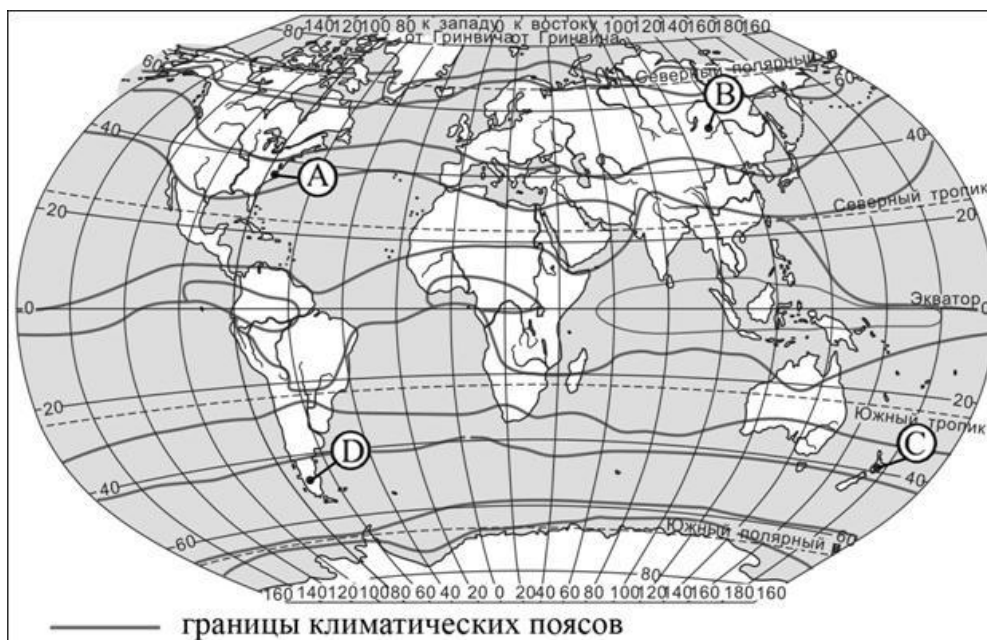 140 120 100 80 к западу 0 к востоку 100 120 140 160
от Гринвича от Гринвича
80
60
Северный полярный
60
B
40
40
A
20
Северный тропик
20
0
Экватор
0
20
20
Южный тропик
D
C
40
40
60
Южный полярный
60
80
160 140 120 100 80 60 40 20 0 20 40 60 80 100 120 140 160 180 160
границы климатических поясов